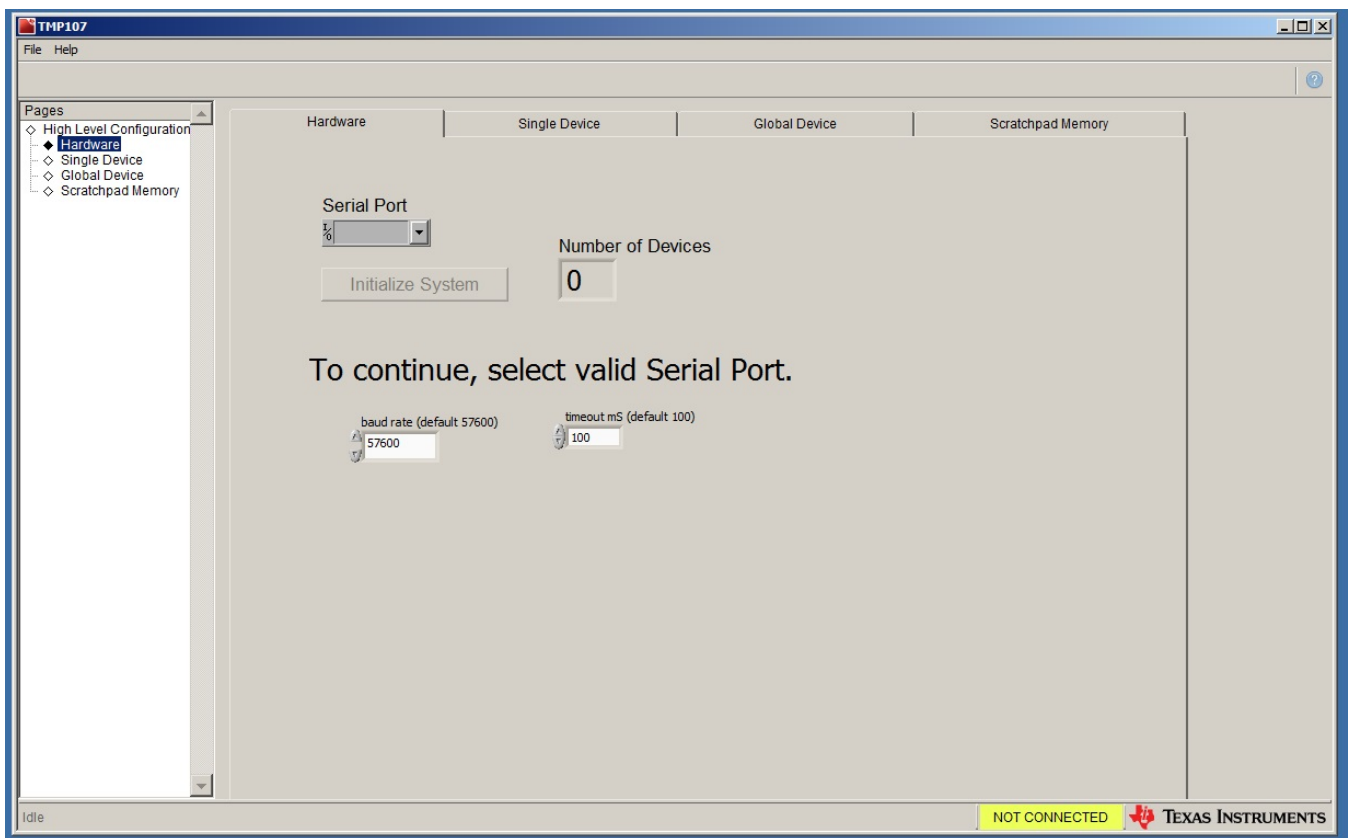 TMP107
File Help
Pages
High Level Configuration
Hardware
Single Device
Global Device
Scratchpad Memory
Hardware Single Device Global Device Scratchpad Memory
Serial Port
I/O
Number of Devices
Initialize System
0
To continue, select valid Serial Port.
baud rate (default 57600)
57600
timeout mS (default 100)
100
Idle
NOT CONNECTED
TEXAS INSTRUMENTS